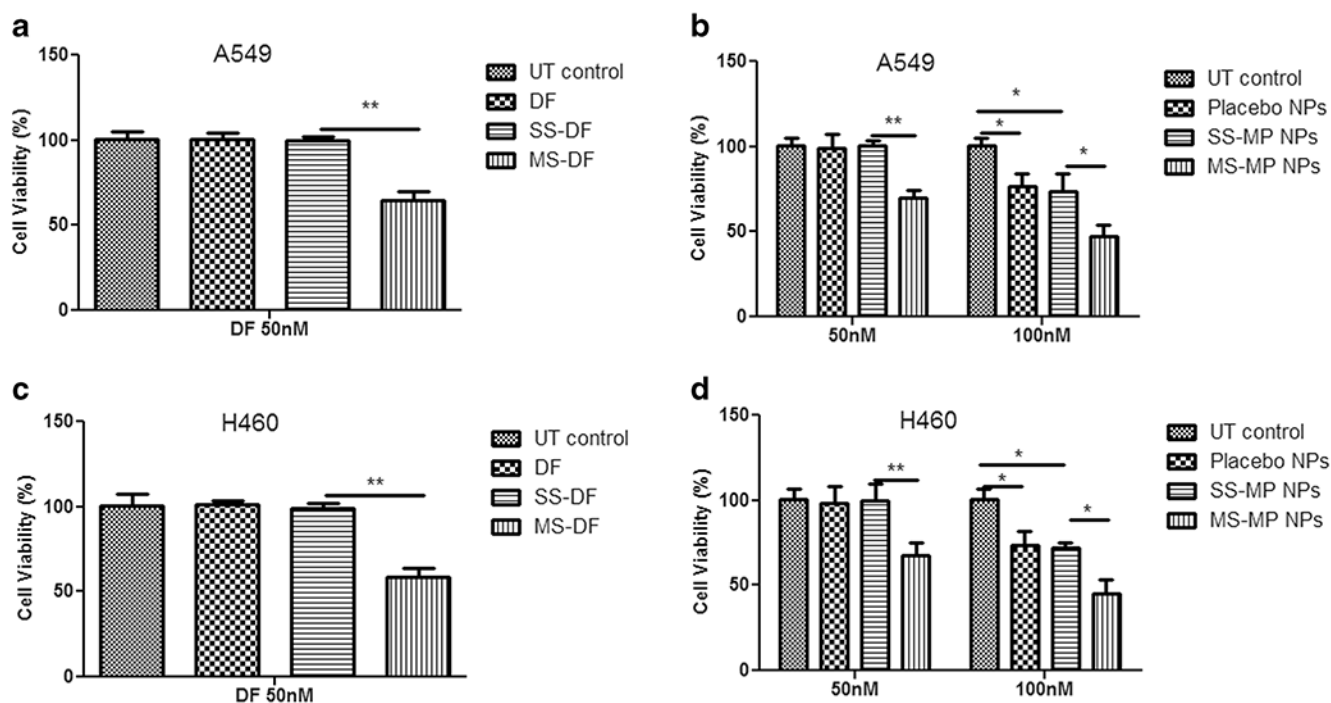 a
A549
150
100
50
0
Cell Viability (%)
**
DF 50nM
UT control
DF
SS-DF
MS-DF
b
A549
150
100
50
0
Cell Viability (%)
**
*
*
*
50nM
100nM
UT control
Placebo NPs
SS-MP NPs
MS-MP NPs
c
H460
150
100
50
0
Cell Viability (%)
**
DF 50nM
UT control
DF
SS-DF
MS-DF
d
H460
150
100
50
0
Cell Viability (%)
**
*
*
*
50nM
100nM
UT control
Placebo NPs
SS-MP NPs
MS-MP NPs